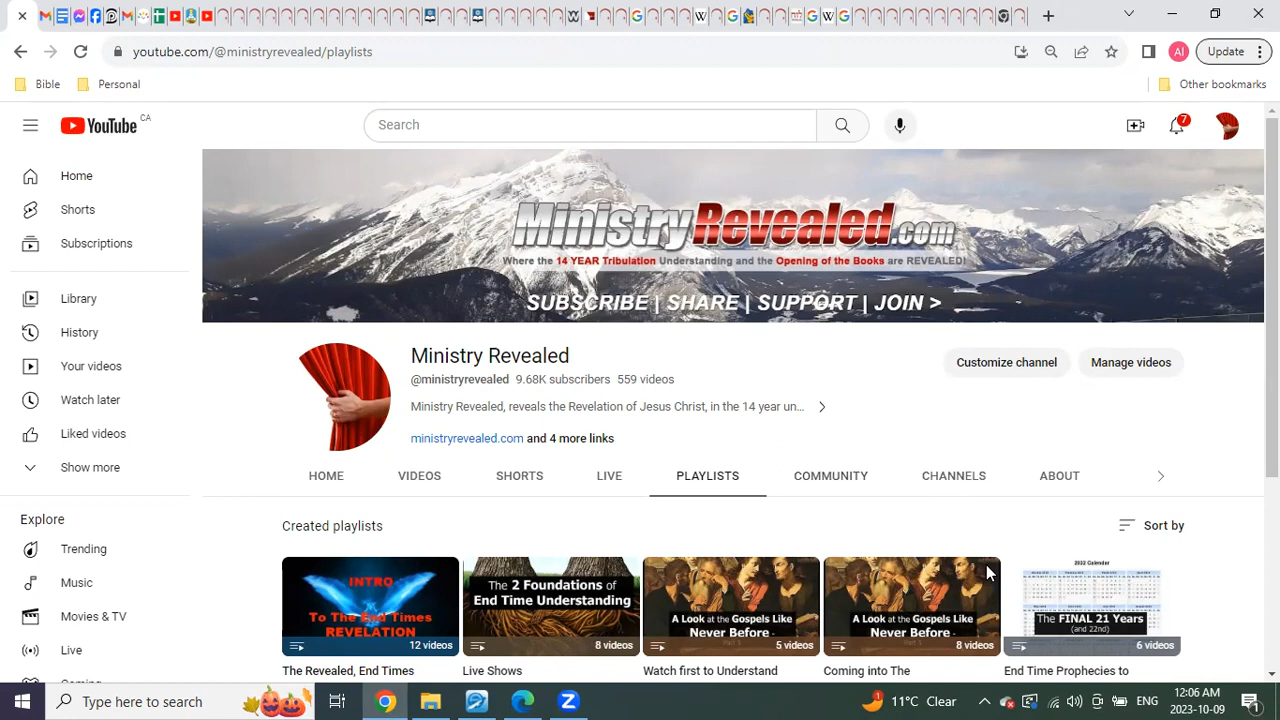 youtube.com/@ministryrevealed/playlists
AI
Update
Bible
Personal
Other bookmarks
YouTube
CA
Search
7
Home
Shorts
Subscriptions
Library
History
Your videos
Watch later
Liked videos
Show more
Explore
Trending
Music
Movies & TV
Live
MinistryRevealed.com
Where the 14 YEAR Tribulation Understanding and the Opening of the Books are REVEALED!
SUBSCRIBE | SHARE | SUPPORT | JOIN >
Ministry Revealed
@ministryrevealed 9.68K subscribers 559 videos
Ministry Revealed, reveals the Revelation of Jesus Christ, in the 14 year un...
ministryrevealed.com and 4 more links
Customize channel
Manage videos
HOME
VIDEOS
SHORTS
LIVE
PLAYLISTS
COMMUNITY
CHANNELS
ABOUT
Created playlists
Sort by
INTRO
To The End Times
REVELATION
12 videos
The Revealed, End Times
The 2 Foundations of
End Time Understanding
8 videos
Live Shows
A Look at the Gospels Like
Never Before -
5 videos
Watch first to Understand
A Look at the Gospels Like
Never Before -
8 videos
Coming into The
2022 Calendar
The FINAL 21 Years
(and 22nd)
6 videos
End Time Prophecies to
Type here to search
1
11°C Clear
ENG
12:06 AM
2023-10-09
1